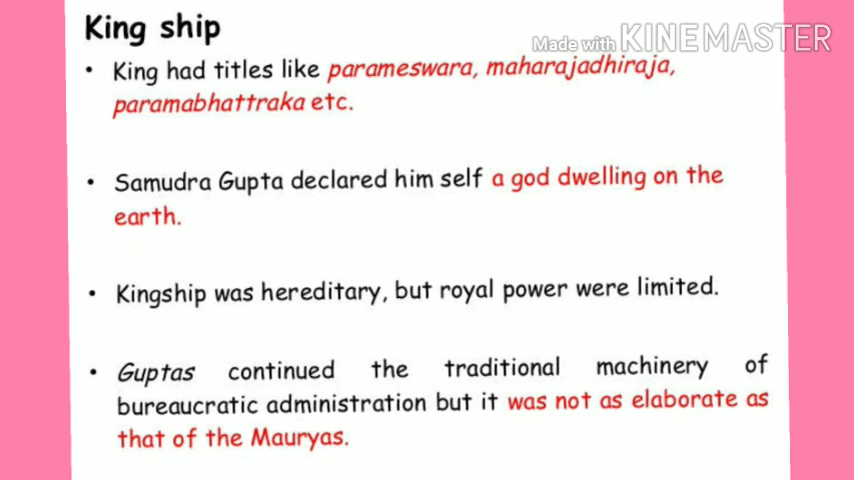 King ship
Made with KINEMASTER
• King had titles like parameswara, maharajadhiraja,
paramabhattraka etc.
• Samudra Gupta declared him self a god dwelling on the
earth.
• Kingship was hereditary, but royal power were limited.
• Guptas continued the traditional machinery of
bureaucratic administration but it was not as elaborate as
that of the Mauryas.